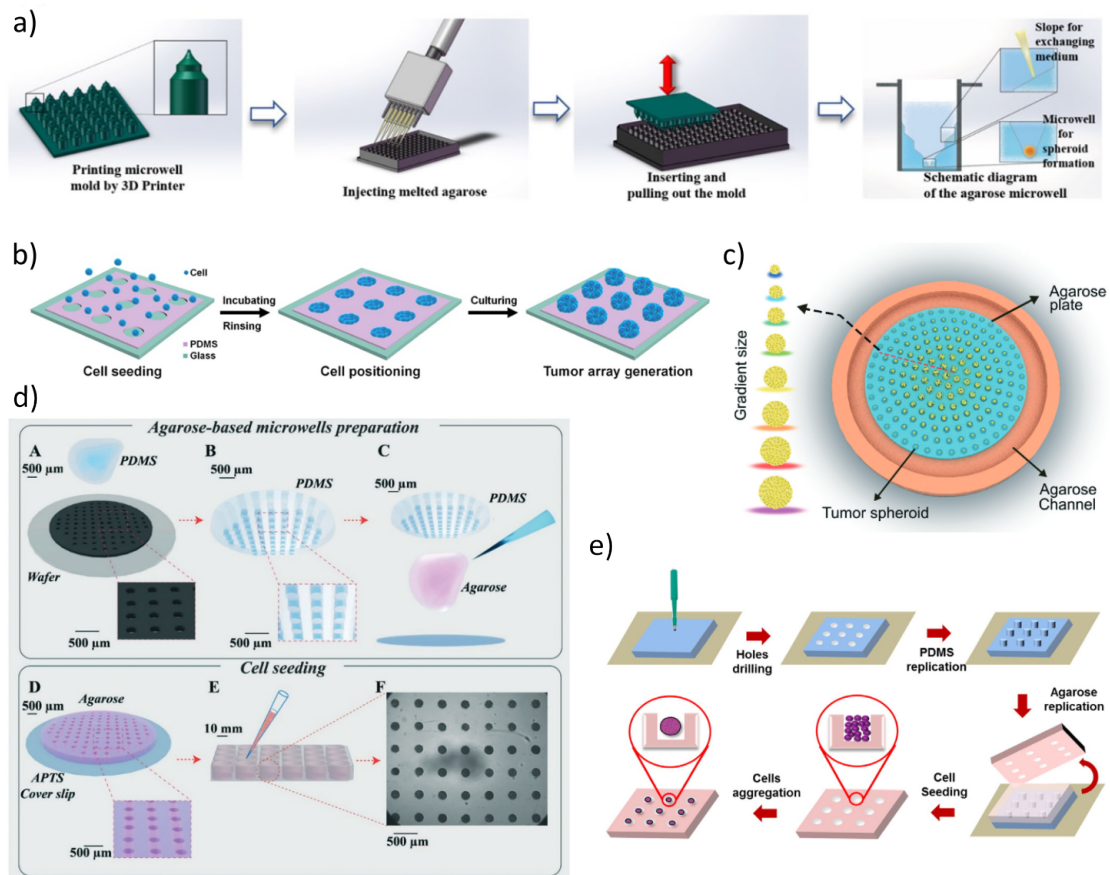 a)
Printing microwell
mold by 3D Printer
Injecting melted agarose
Inserting and
pulling out the mold
Slope for
exchanging
medium
Microwell
for
spheroid
formation
Schematic diagram
of the agarose microwell
b)
Cell
PDMS
Glass
Cell seeding
Incubating
Rinsing
Cell positioning
Culturing
Tumor array generation
c)
Gradient size
Agarose
plate
Tumor spheroid
Agarose
Channel
d)
Agarose-based microwells preparation
A
500 µm
PDMS
Wafer
500 µm
B
500 µm
PDMS
500 µm
C
500 µm
PDMS
Agarose
Cell seeding
D
Agarose
500 µm
APTS
Cover slip
500 µm
E
10 mm
F
500 µm
e)
Holes
drilling
PDMS
replication
Agarose
replication
Cell
Seeding
Cells
aggregation